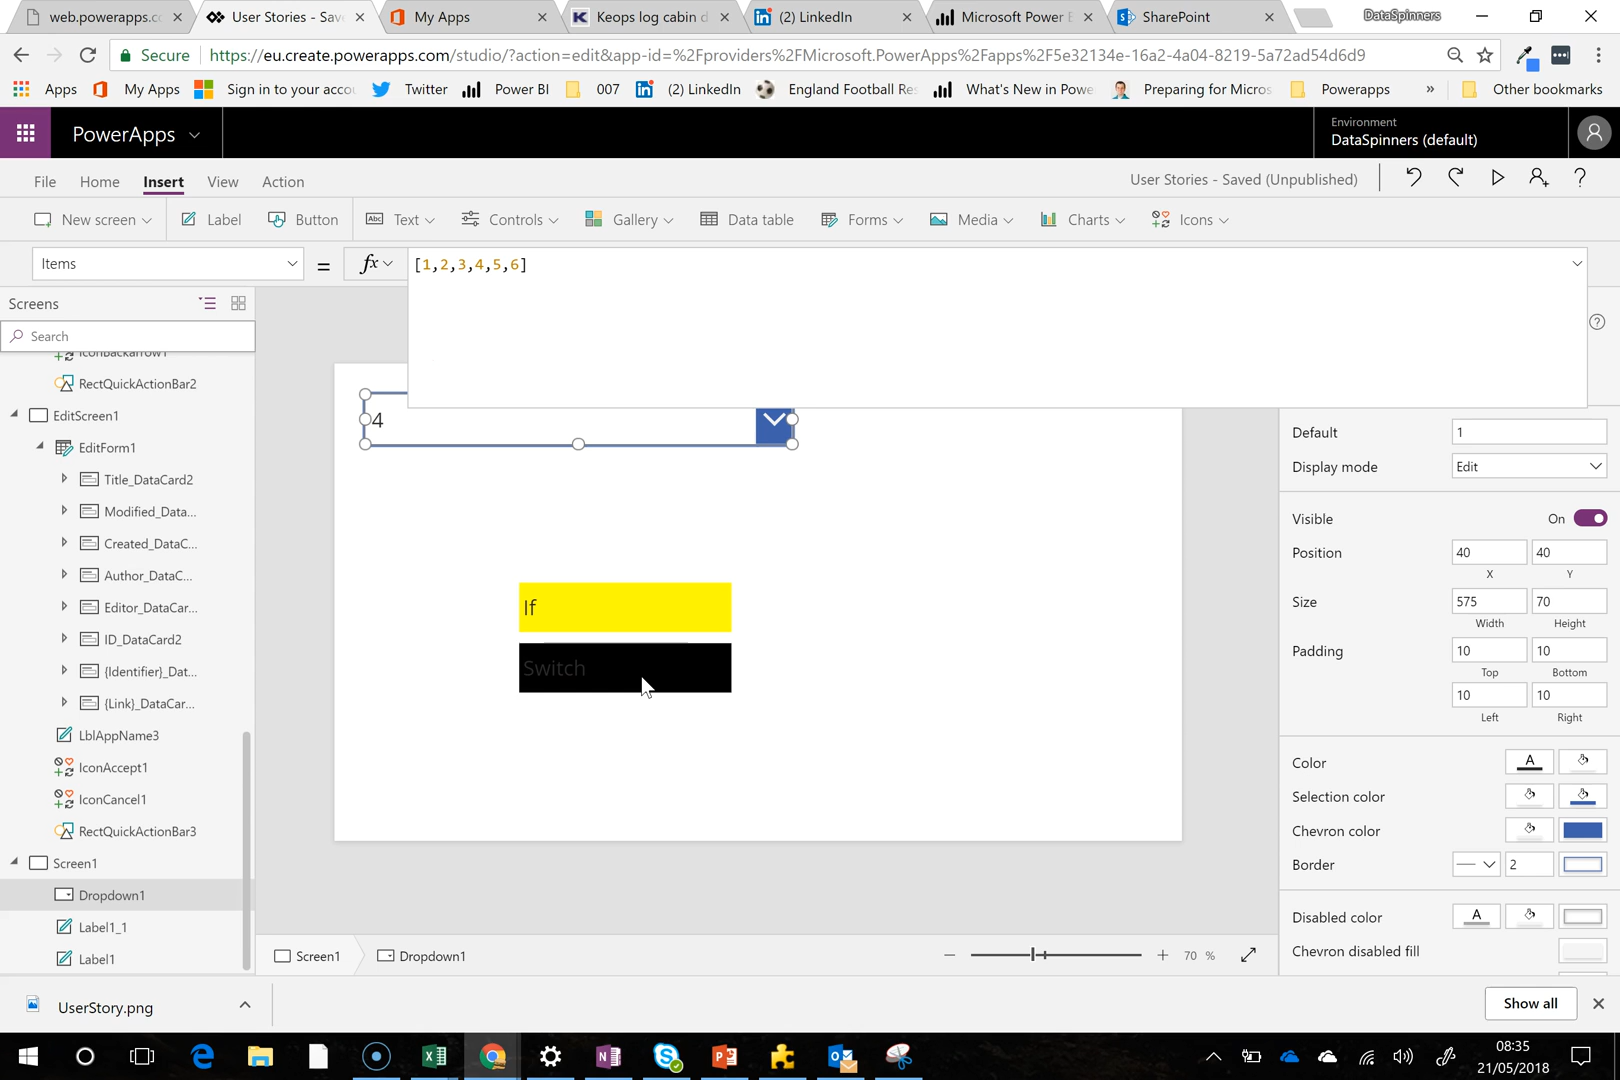 web.powerapps.co
User Stories - Save
My Apps
Keops log cabin d
(2) LinkedIn
Microsoft Power B
SharePoint
DataSpinners
Secure
https://eu.create.powerapps.com/studio/?action=edit&app-id=%2Fproviders%2FMicrosoft.PowerApps%2Fapps%2F5e32134e-16a2-4a04-8219-5a72ad54d6d9
Apps
My Apps
Sign in to your accou
Twitter
Power BI
007
(2) LinkedIn
England Football Res
What's New in Powe
Preparing for Micros
Powerapps
»
Other bookmarks
PowerApps
Environment
DataSpinners (default)
File
Home
Insert
View
Action
User Stories - Saved (Unpublished)
New screen
Label
Button
Text
Controls
Gallery
Data table
Forms
Media
Charts
Icons
Items
=
fx
[1,2,3,4,5,6]
Screens
Search
IconBackarrow1
RectQuickActionBar2
EditScreen1
EditForm1
Title_DataCard2
Modified_Data...
Created_DataC...
Author_DataC...
Editor_DataCar...
ID_DataCard2
{Identifier}_Dat...
{Link}_DataCar...
LblAppName3
IconAccept1
IconCancel1
RectQuickActionBar3
Screen1
Dropdown1
Label1_1
Label1
4
If
Switch
Default
1
Display mode
Edit
Visible
On
Position
40
40
X
Y
Size
575
70
Width
Height
Padding
10
10
Top
Bottom
10
10
Left
Right
Color
Selection color
Chevron color
Border
2
Disabled color
Chevron disabled fill
Screen1
Dropdown1
70 %
UserStory.png
Show all
08:35
21/05/2018